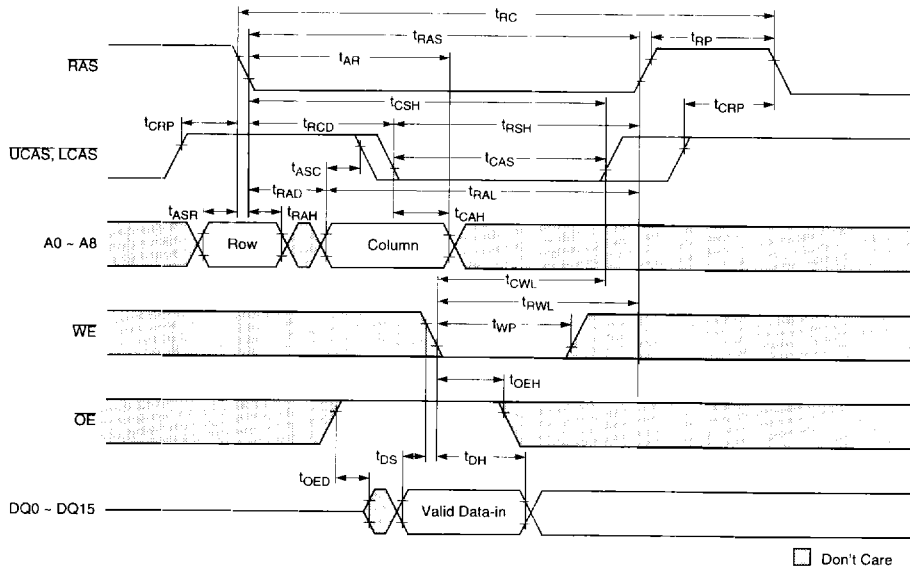 tRC
tRAS
tAR
tRP
RAS
tCSH
tCRP
tCRP
tRCD
tRSH
UCAS, LCAS
tASC
tCAS
tRAD
tRAL
tASR
tRAH
tCAH
A0 ~ A8
Row
Column
tCWL
tRWL
WE
tWP
tOEH
OE
tDS
tDH
tOED
DQ0 ~ DQ15
Valid Data-in
Don't Care